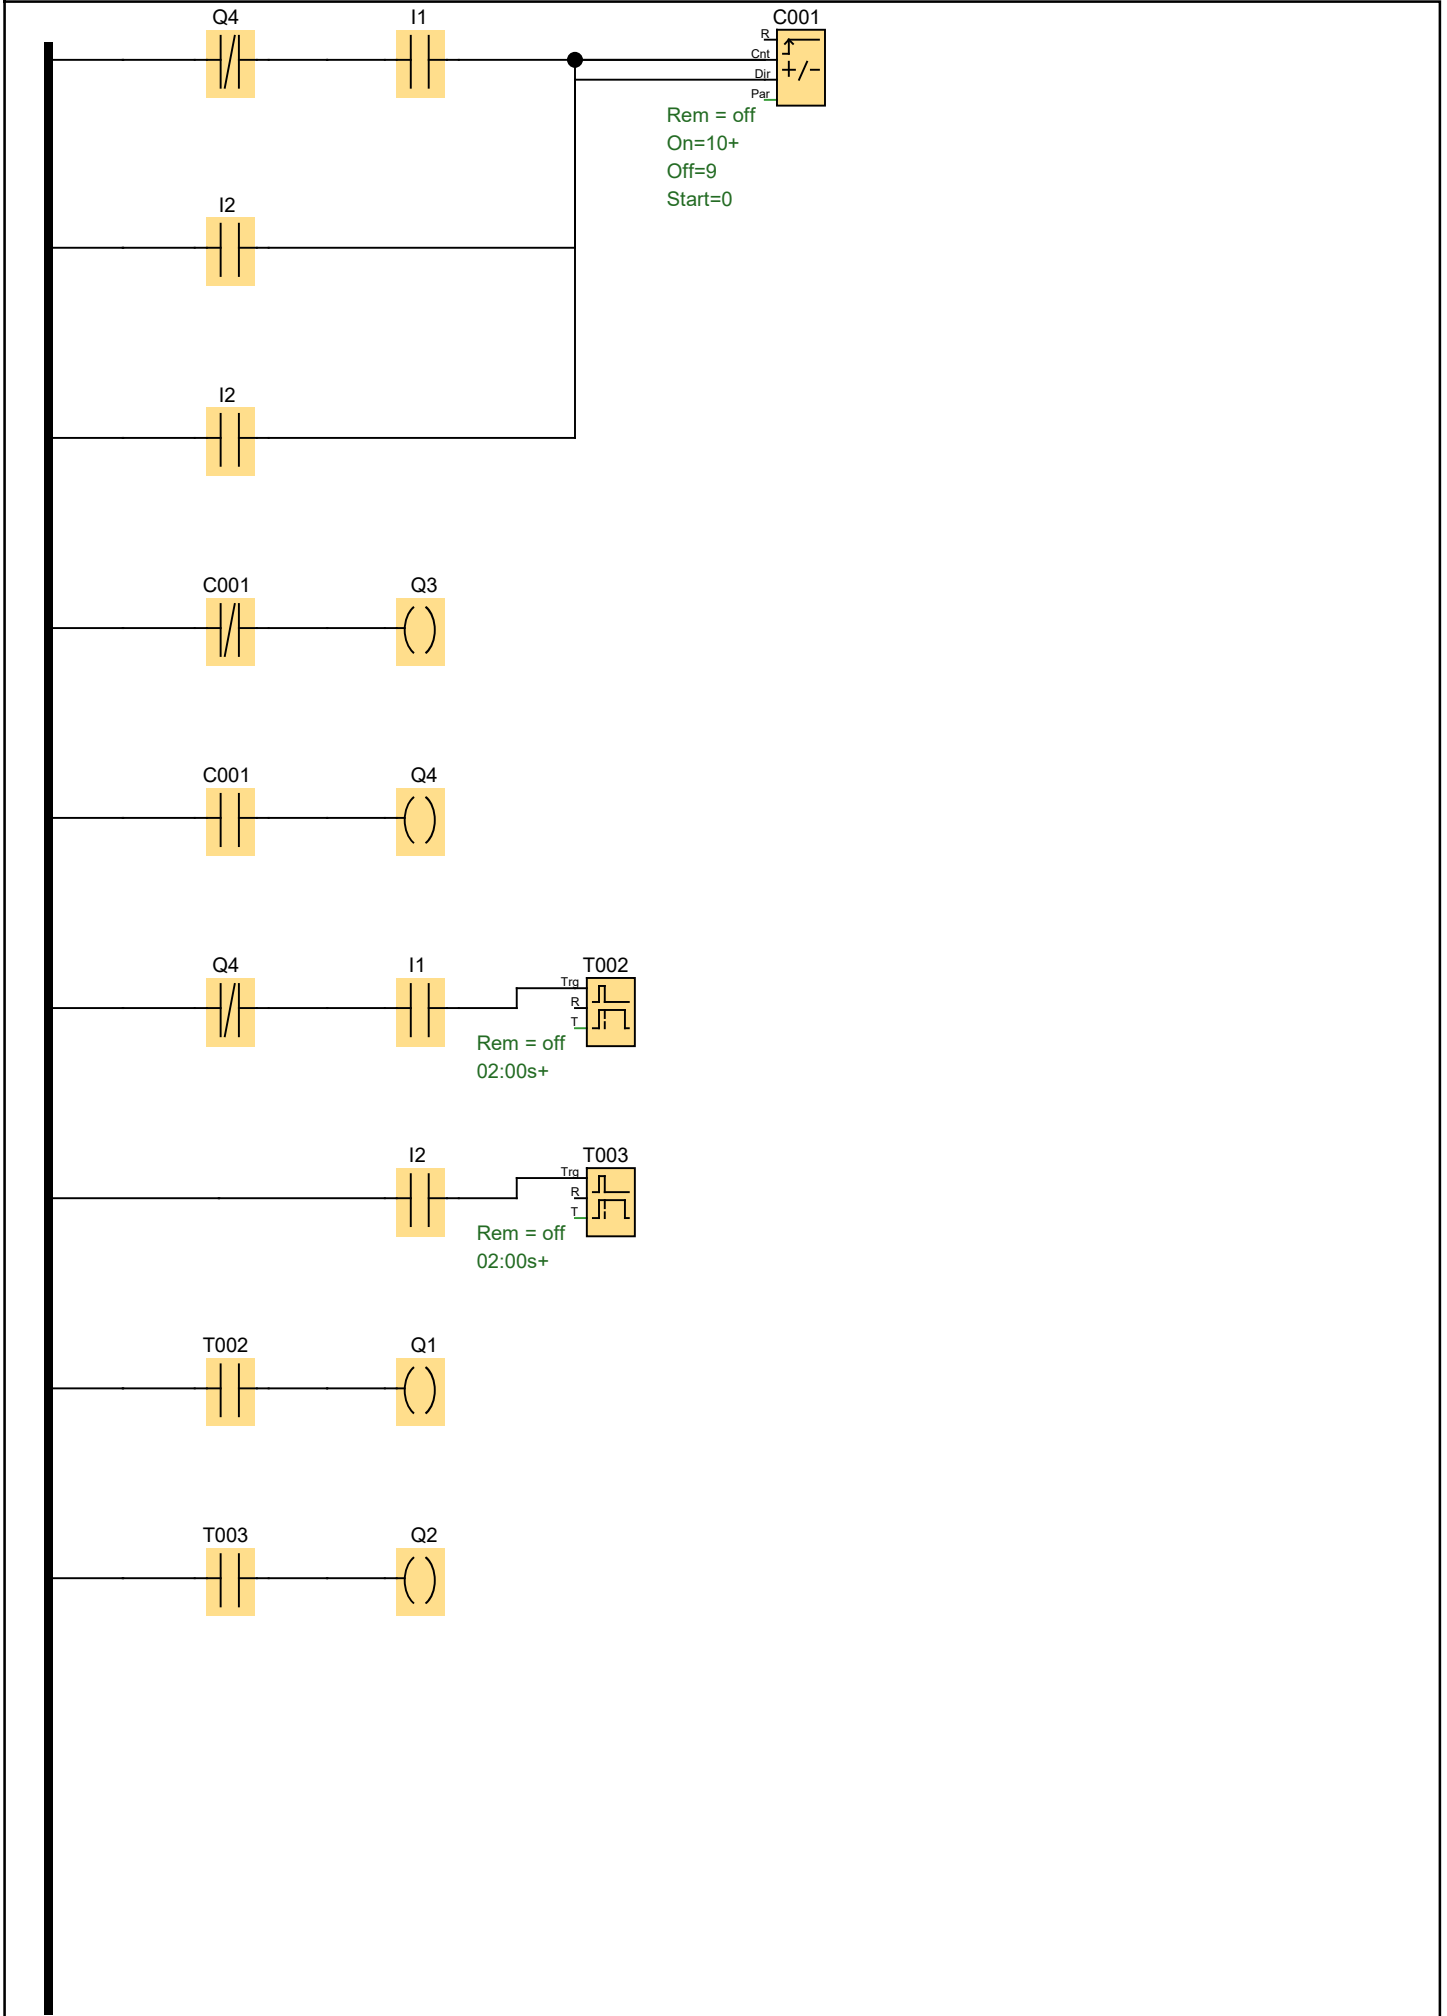 Q4 I1 C001
R
Cnt
+/−
Dir
Par
Rem = off
On=10+
Off=9
Start=0
I2
I2
C001 Q3
C001 Q4
Q4 I1 T002
Trg
R
T
Rem = off
02:00s+
I2 T003
Trg
R
T
Rem = off
02:00s+
T002 Q1
T003 Q2